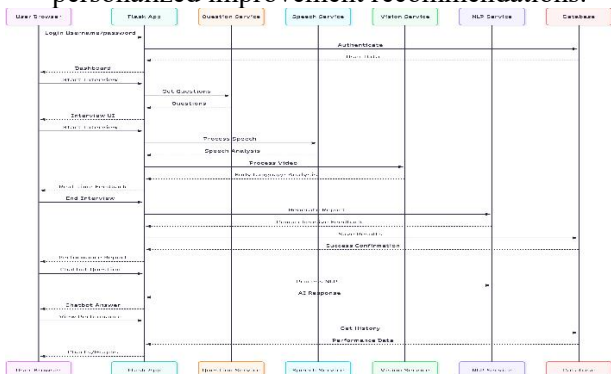 personalized improvement recommendations.
User Browser Flask App Question Service Speech Service Vision Service NLP Service Database
Login Username/password
Authenticate
User Data
Dashboard
Start Interview
Get Questions
Questions
Interview UI
Start Interview
Process Speech
Speech Analysis
Process Video
Body Language Analysis
Real-time Feedback
End Interview
Generate Report
Comprehensive Feedback
Save Results
Success Confirmation
Performance Report
Chatbot Question
Process NLP
AI Response
Chatbot Answer
View Performance
Get History
Performance Data
User Browser Flask App Question Service Speech Service Vision Service NLP Service Database